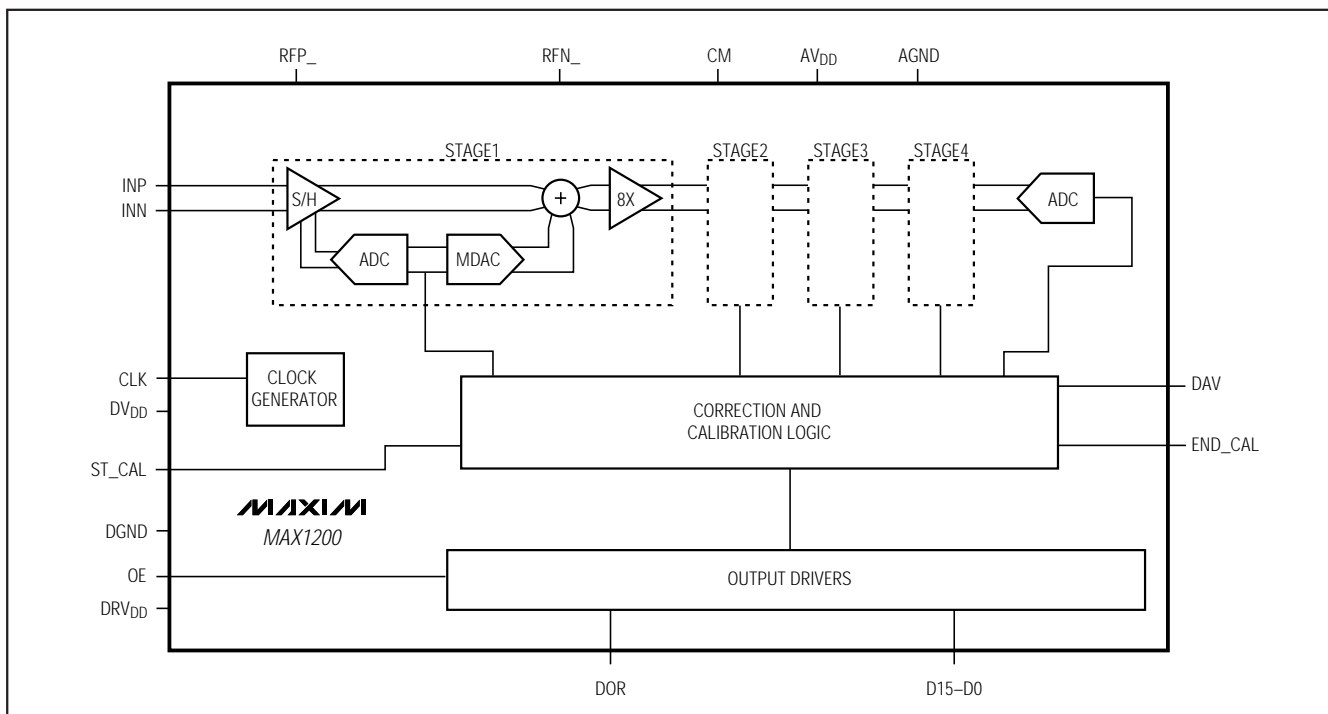 RFP_ RFN_ CM AVDD AGND
STAGE1 STAGE2 STAGE3 STAGE4
INP
INN
S/H
+
8X
ADC
ADC
MDAC
CLK
CLOCK
GENERATOR
DVDD
CORRECTION AND
CALIBRATION LOGIC
DAV
END_CAL
ST_CAL
MAXIM
MAX1200
DGND
OE
OUTPUT DRIVERS
DRVDD
DOR D15–D0